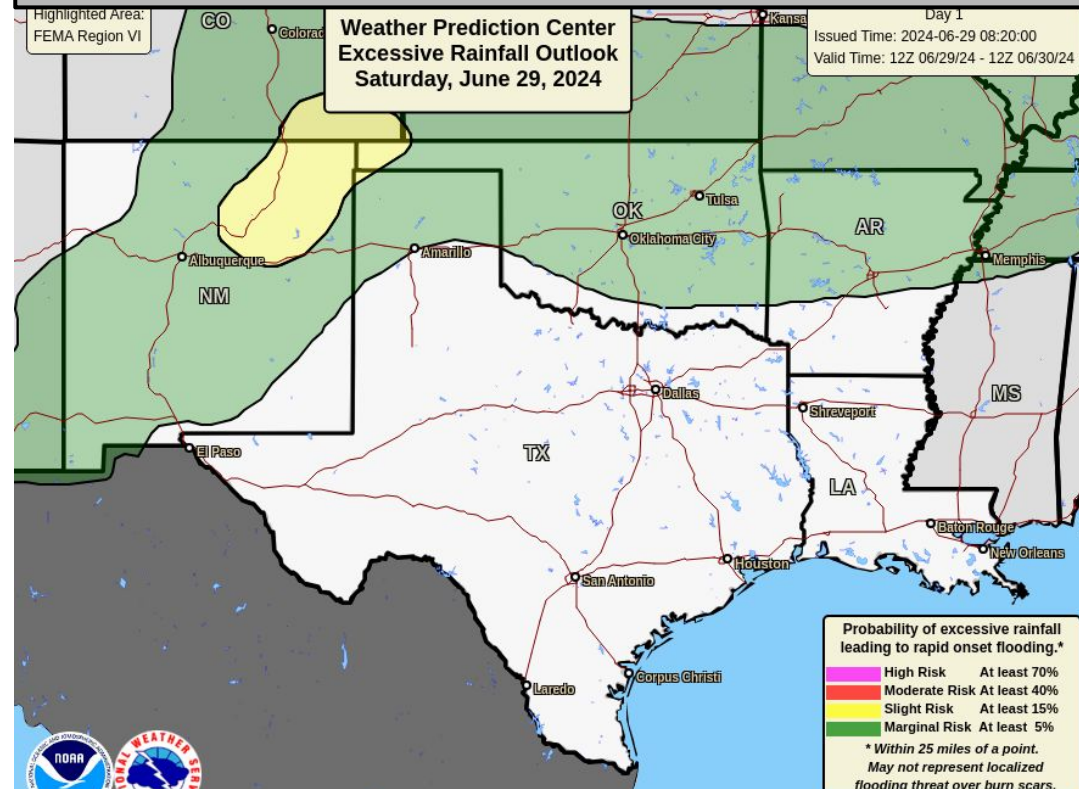 Highlighted Area:
FEMA Region VI
Weather Prediction Center
Excessive Rainfall Outlook
Saturday, June 29, 2024
Day 1
Issued Time: 2024-06-29 08:20:00
Valid Time: 12Z 06/29/24 - 12Z 06/30/24
CO
Colorad
Kansa
Tulsa
OK
Oklahoma City
AR
Amarillo
Albuquerque
Memphis
NM
Dallas
Shreveport
MS
El Paso
TX
LA
Baton Rouge
New Orleans
Houston
San Antonio
Corpus Christi
Laredo
Probability of excessive rainfall
leading to rapid onset flooding.*
High Risk At least 70%
Moderate Risk At least 40%
Slight Risk At least 15%
Marginal Risk At least 5%
* Within 25 miles of a point.
May not represent localized
flooding threat over burn scars.
NOAA
WEATHER